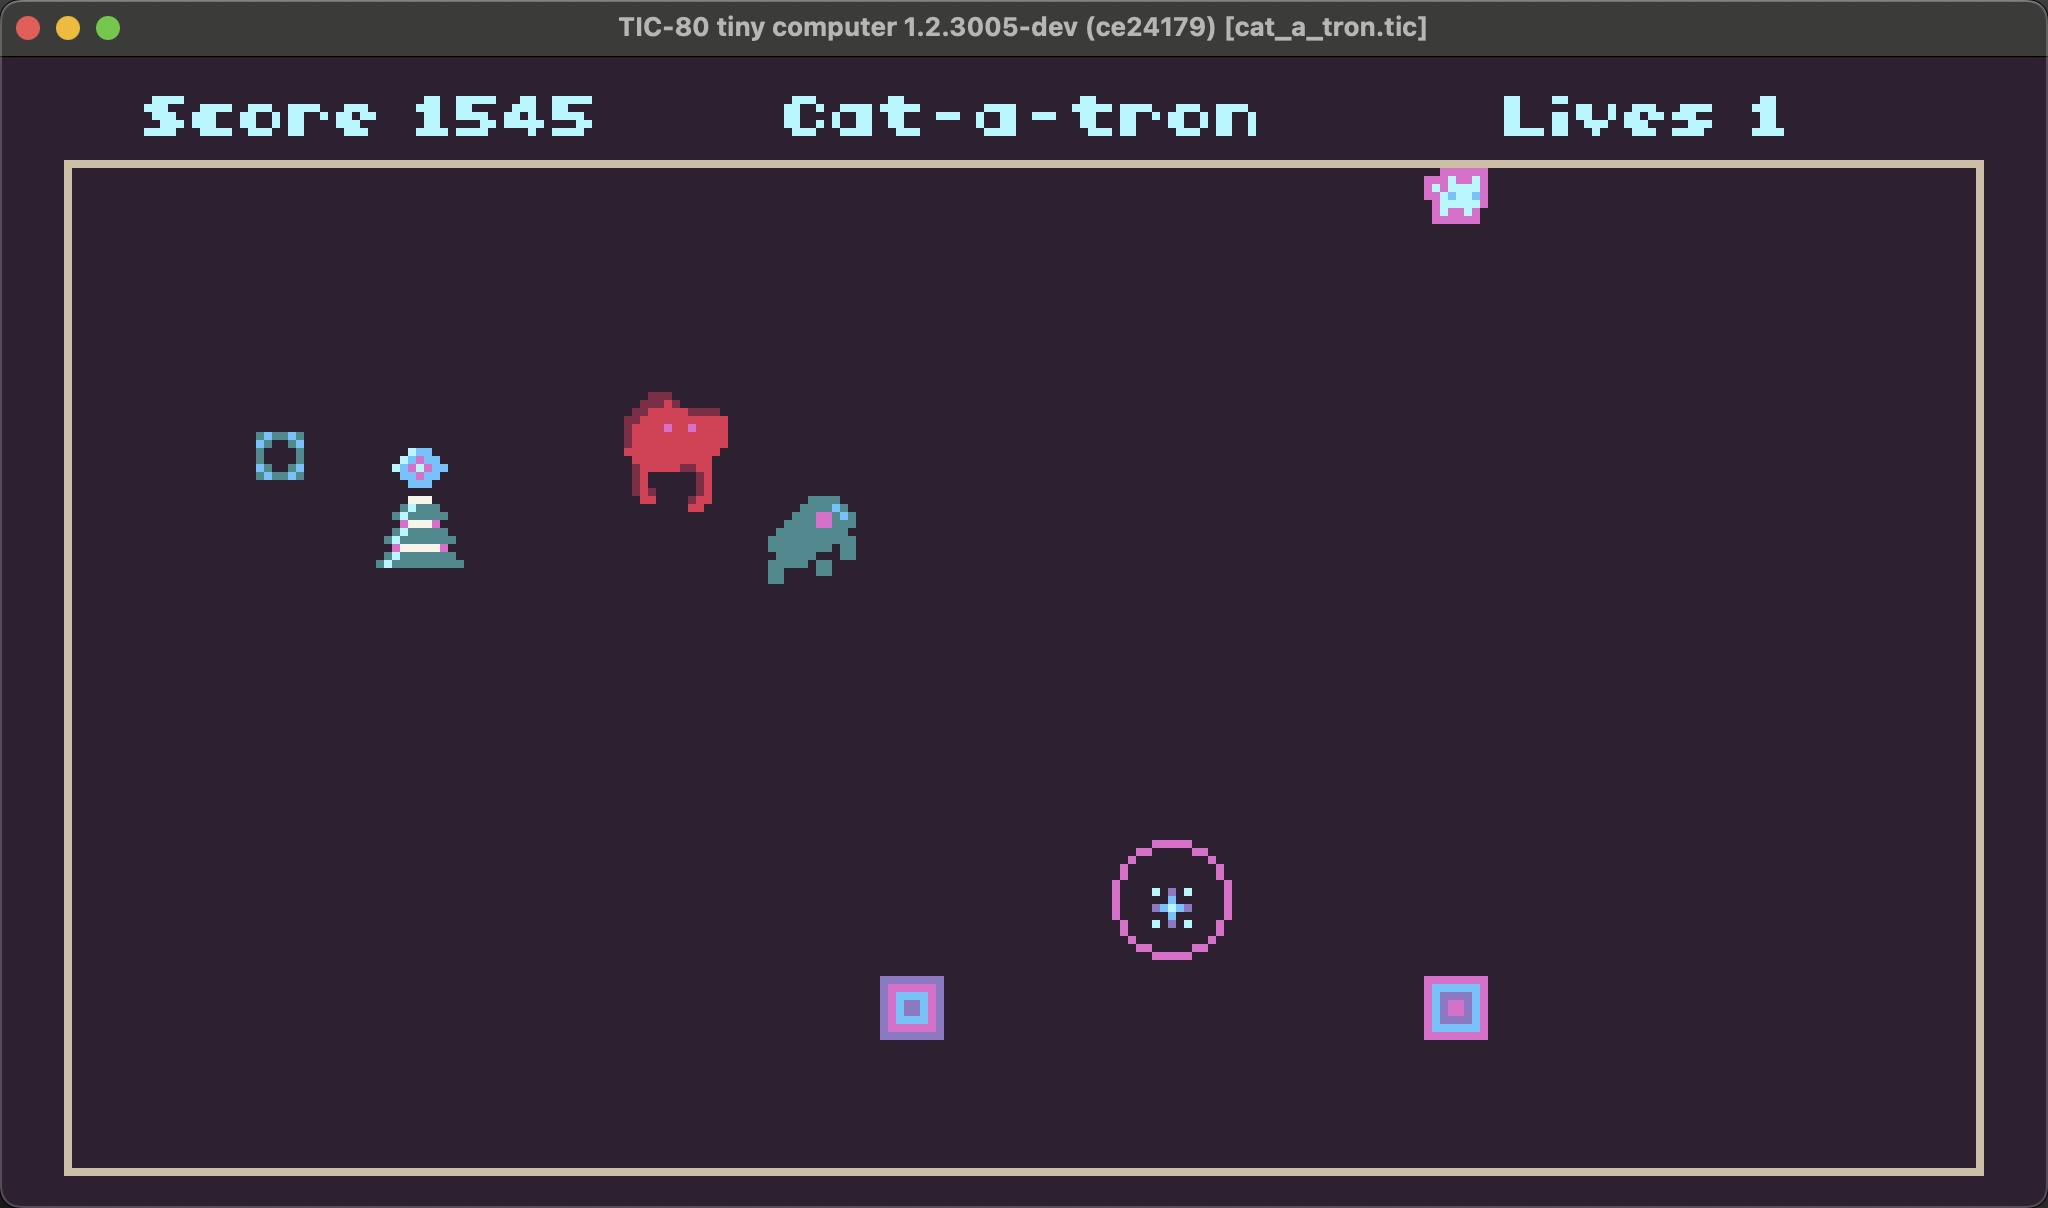 TIC-80 tiny computer 1.2.3005-dev (ce24179) [cat_a_tron.tic]
Score 1545 Cat-a-tron Lives 1